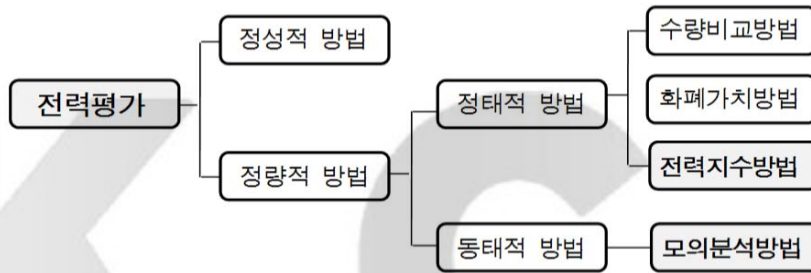 정성적 방법
수량비교방법
전력평가
정태적 방법
화폐가치방법
정량적 방법
전력지수방법
동태적 방법
모의분석방법